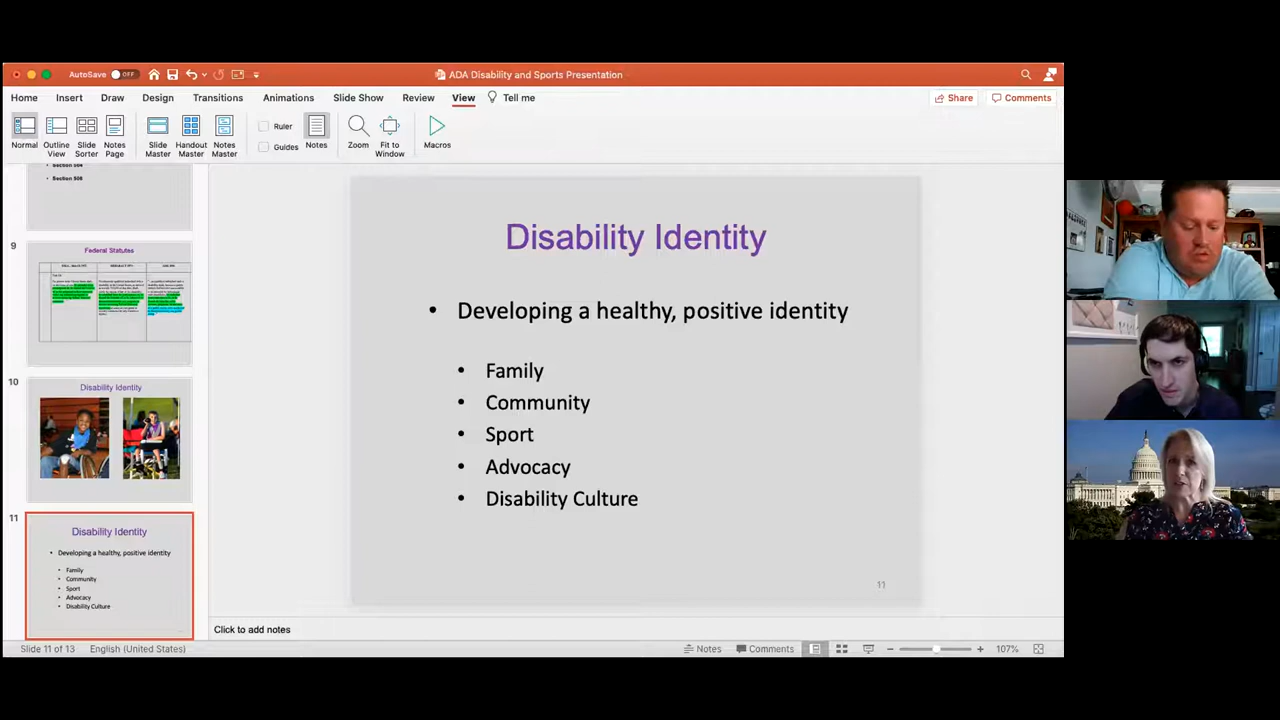 AutoSave OFF
ADA Disability and Sports Presentation
Home Insert Draw Design Transitions Animations Slide Show Review View Tell me
Share Comments
Normal Outline View Slide Sorter Notes Page Slide Master Handout Master Notes Master Ruler Guides Notes Zoom Fit to Window Macros
Section 504
Section 508
9
Federal Statutes
10
Disability Identity
11
Disability Identity
• Developing a healthy, positive identity
• Family
• Community
• Sport
• Advocacy
• Disability Culture
Disability Identity
• Developing a healthy, positive identity
• Family
• Community
• Sport
• Advocacy
• Disability Culture
11
Click to add notes
Slide 11 of 13 English (United States) Notes Comments 107%